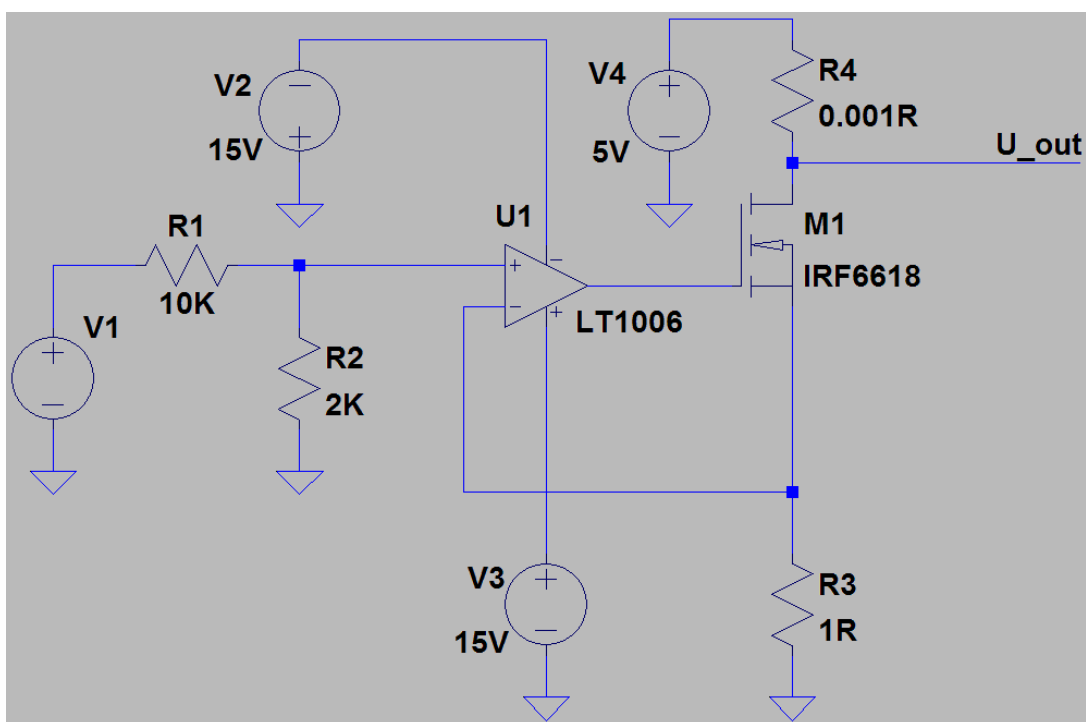 V2
15V
V4
5V
R4
0.001R
U_out
R1
10K
U1
M1
IRF6618
LT1006
V1
R2
2K
V3
15V
R3
1R